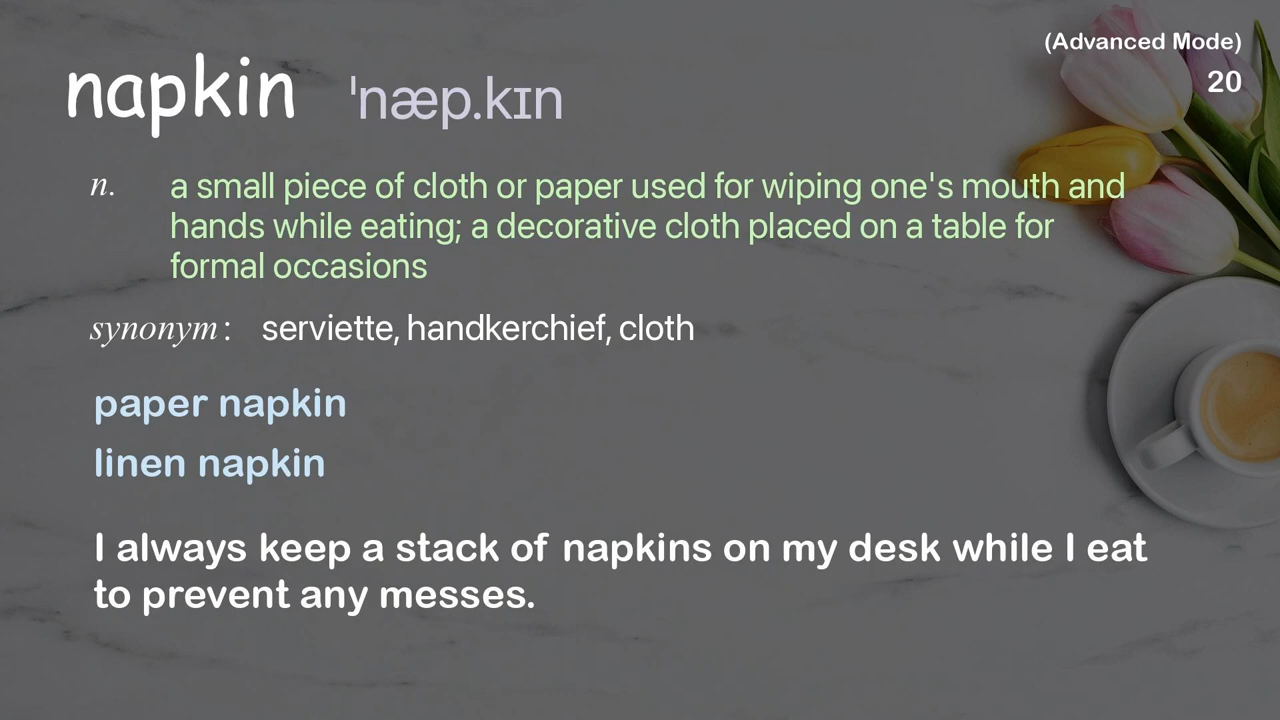 (Advanced Mode)
20
napkin ˈnæp.kɪn
n. a small piece of cloth or paper used for wiping one's mouth and
hands while eating; a decorative cloth placed on a table for
formal occasions
synonym: serviette, handkerchief, cloth
paper napkin
linen napkin
I always keep a stack of napkins on my desk while I eat
to prevent any messes.